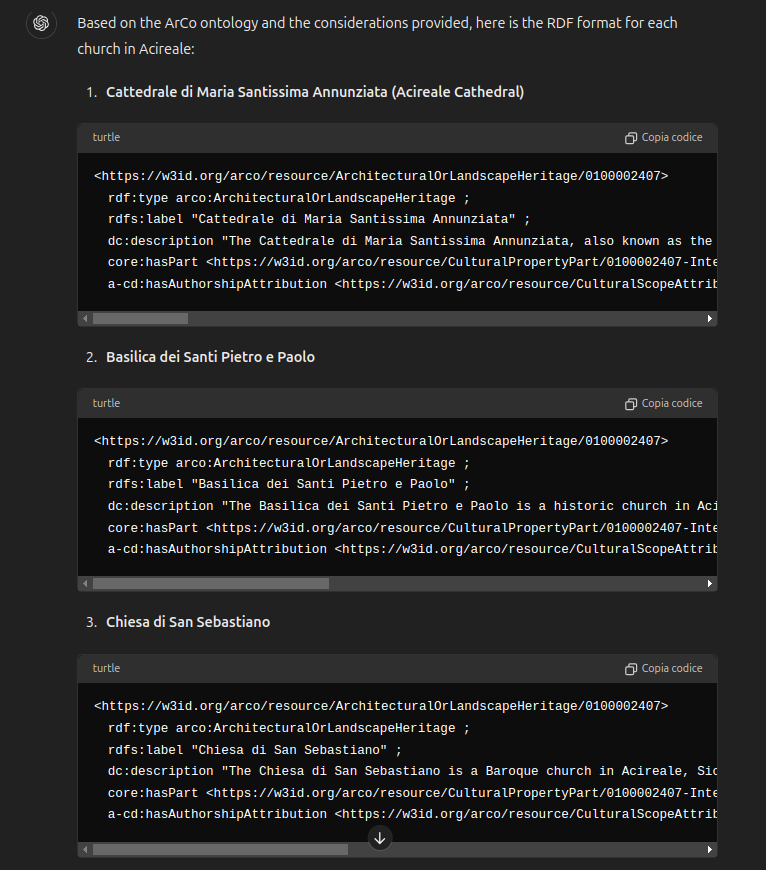 Based on the ArCo ontology and the considerations provided, here is the RDF format for each
church in Acireale:
1. Cattedrale di Maria Santissima Annunziata (Acireale Cathedral)
turtle Copia codice
<https://w3id.org/arco/resource/ArchitecturalOrLandscapeHeritage/0100002407>
rdf:type arco:ArchitecturalOrLandscapeHeritage ;
rdfs:label "Cattedrale di Maria Santissima Annunziata" ;
dc:description "The Cattedrale di Maria Santissima Annunziata, also known as the
core:hasPart <https://w3id.org/arco/resource/CulturalPropertyPart/0100002407-Inte
a-cd:hasAuthorshipAttribution <https://w3id.org/arco/resource/CulturalScopeAttrib
2. Basilica dei Santi Pietro e Paolo
turtle Copia codice
<https://w3id.org/arco/resource/ArchitecturalOrLandscapeHeritage/0100002407>
rdf:type arco:ArchitecturalOrLandscapeHeritage ;
rdfs:label "Basilica dei Santi Pietro e Paolo" ;
dc:description "The Basilica dei Santi Pietro e Paolo is a historic church in Aci
core:hasPart <https://w3id.org/arco/resource/CulturalPropertyPart/0100002407-Inte
a-cd:hasAuthorshipAttribution <https://w3id.org/arco/resource/CulturalScopeAttrib
3. Chiesa di San Sebastiano
turtle Copia codice
<https://w3id.org/arco/resource/ArchitecturalOrLandscapeHeritage/0100002407>
rdf:type arco:ArchitecturalOrLandscapeHeritage ;
rdfs:label "Chiesa di San Sebastiano" ;
dc:description "The Chiesa di San Sebastiano is a Baroque church in Acireale, Sic
core:hasPart <https://w3id.org/arco/resource/CulturalPropertyPart/0100002407-Inte
a-cd:hasAuthorshipAttribution <https://w3id.org/arco/resource/CulturalScopeAttrib